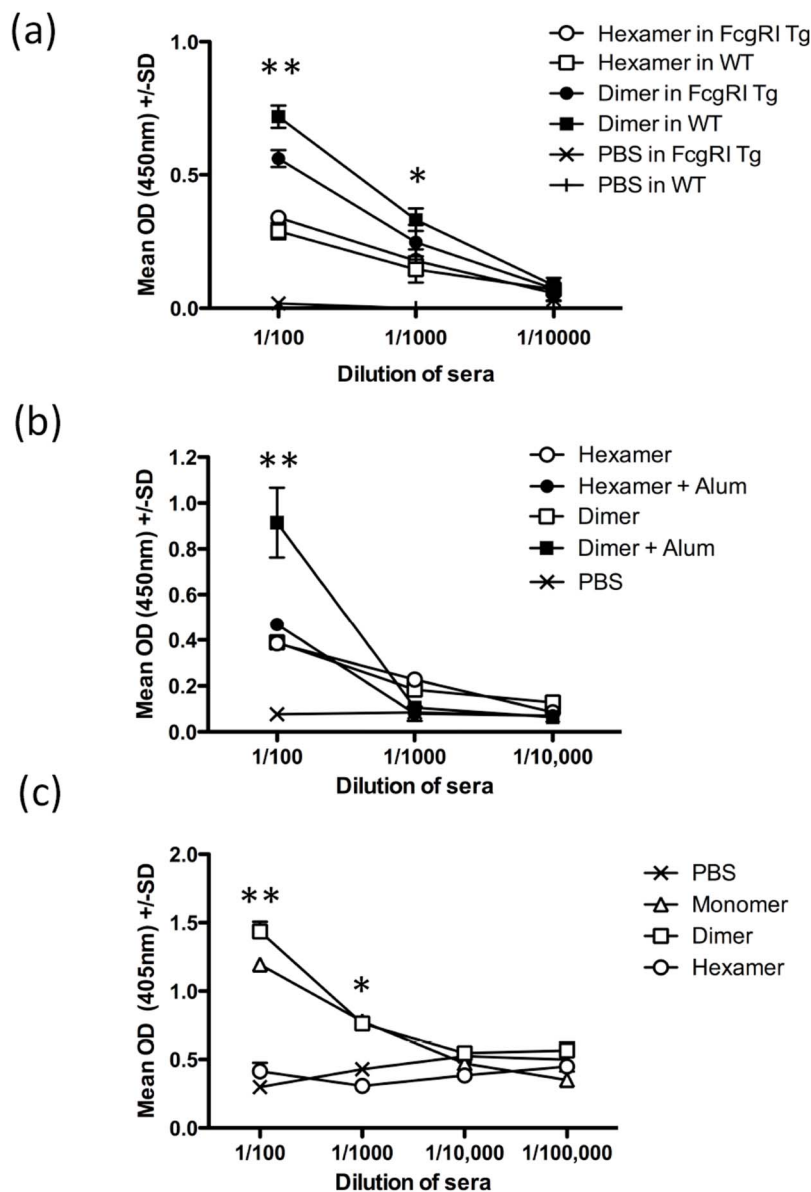 (a)
Hexamer in FcgRI Tg
Hexamer in WT
Dimer in FcgRI Tg
Dimer in WT
PBS in FcgRI Tg
PBS in WT
Mean OD (450nm) +/-SD
1.0
0.5
0.0
**
*
1/100 1/1000 1/10000
Dilution of sera
(b)
Hexamer
Hexamer + Alum
Dimer
Dimer + Alum
PBS
Mean OD (450nm) +/-SD
1.2
1.0
0.8
0.6
0.4
0.2
0.0
**
1/100 1/1000 1/10,000
Dilution of sera
(c)
PBS
Monomer
Dimer
Hexamer
Mean OD (405nm) +/-SD
2.0
1.5
1.0
0.5
0.0
**
*
1/100 1/1000 1/10,000 1/100,000
Dilution of sera